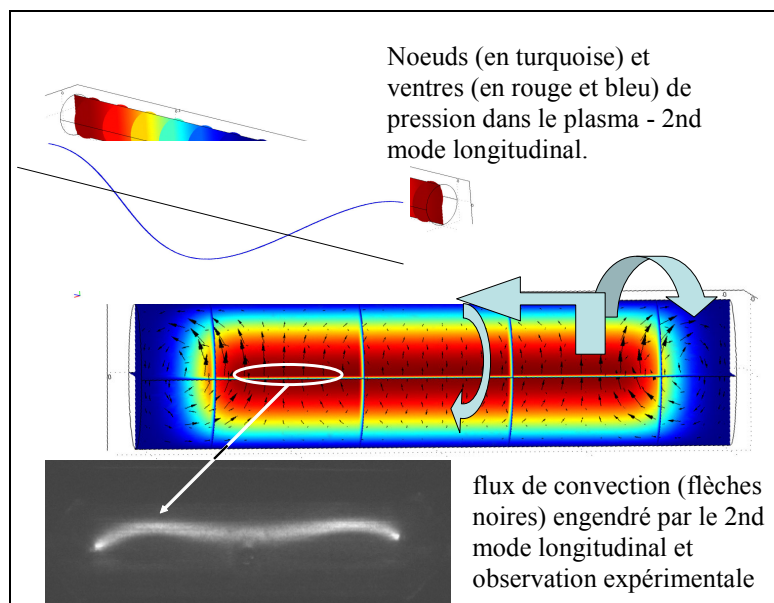 Noeuds (en turquoise) et
ventres (en rouge et bleu) de
pression dans le plasma - 2nd
mode longitudinal.
flux de convection (flèches
noires) engendré par le 2nd
mode longitudinal et
observation expérimentale